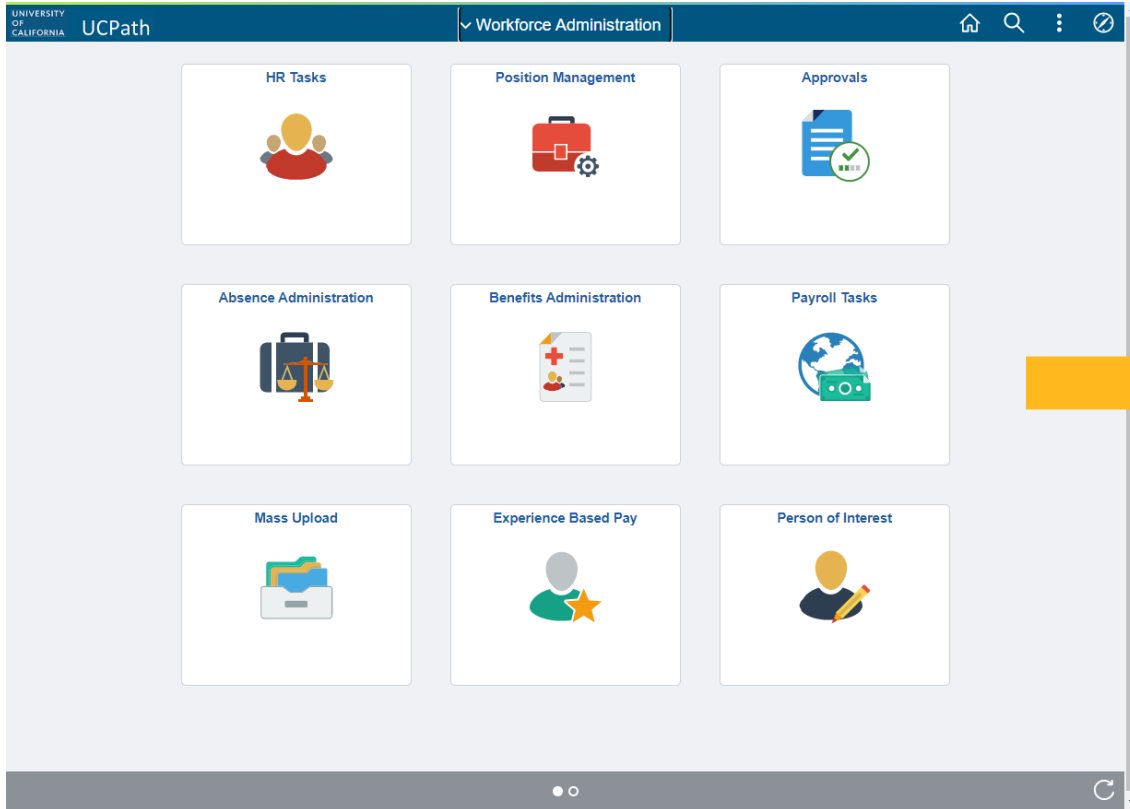 UNIVERSITY
OF
CALIFORNIA
UCPath
Workforce Administration
HR Tasks
Position Management
Approvals
Absence Administration
Benefits Administration
Payroll Tasks
Mass Upload
Experience Based Pay
Person of Interest